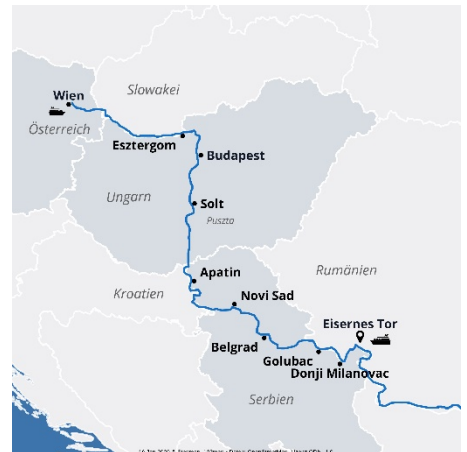 Slowakei
Wien
Österreich
Esztergom
Budapest
Ungarn
Solt
Puszta
Apatin
Rumänien
Kroatien
Novi Sad
Eisernes Tor
Belgrad
Golubac
Donji Milanovac
Serbien